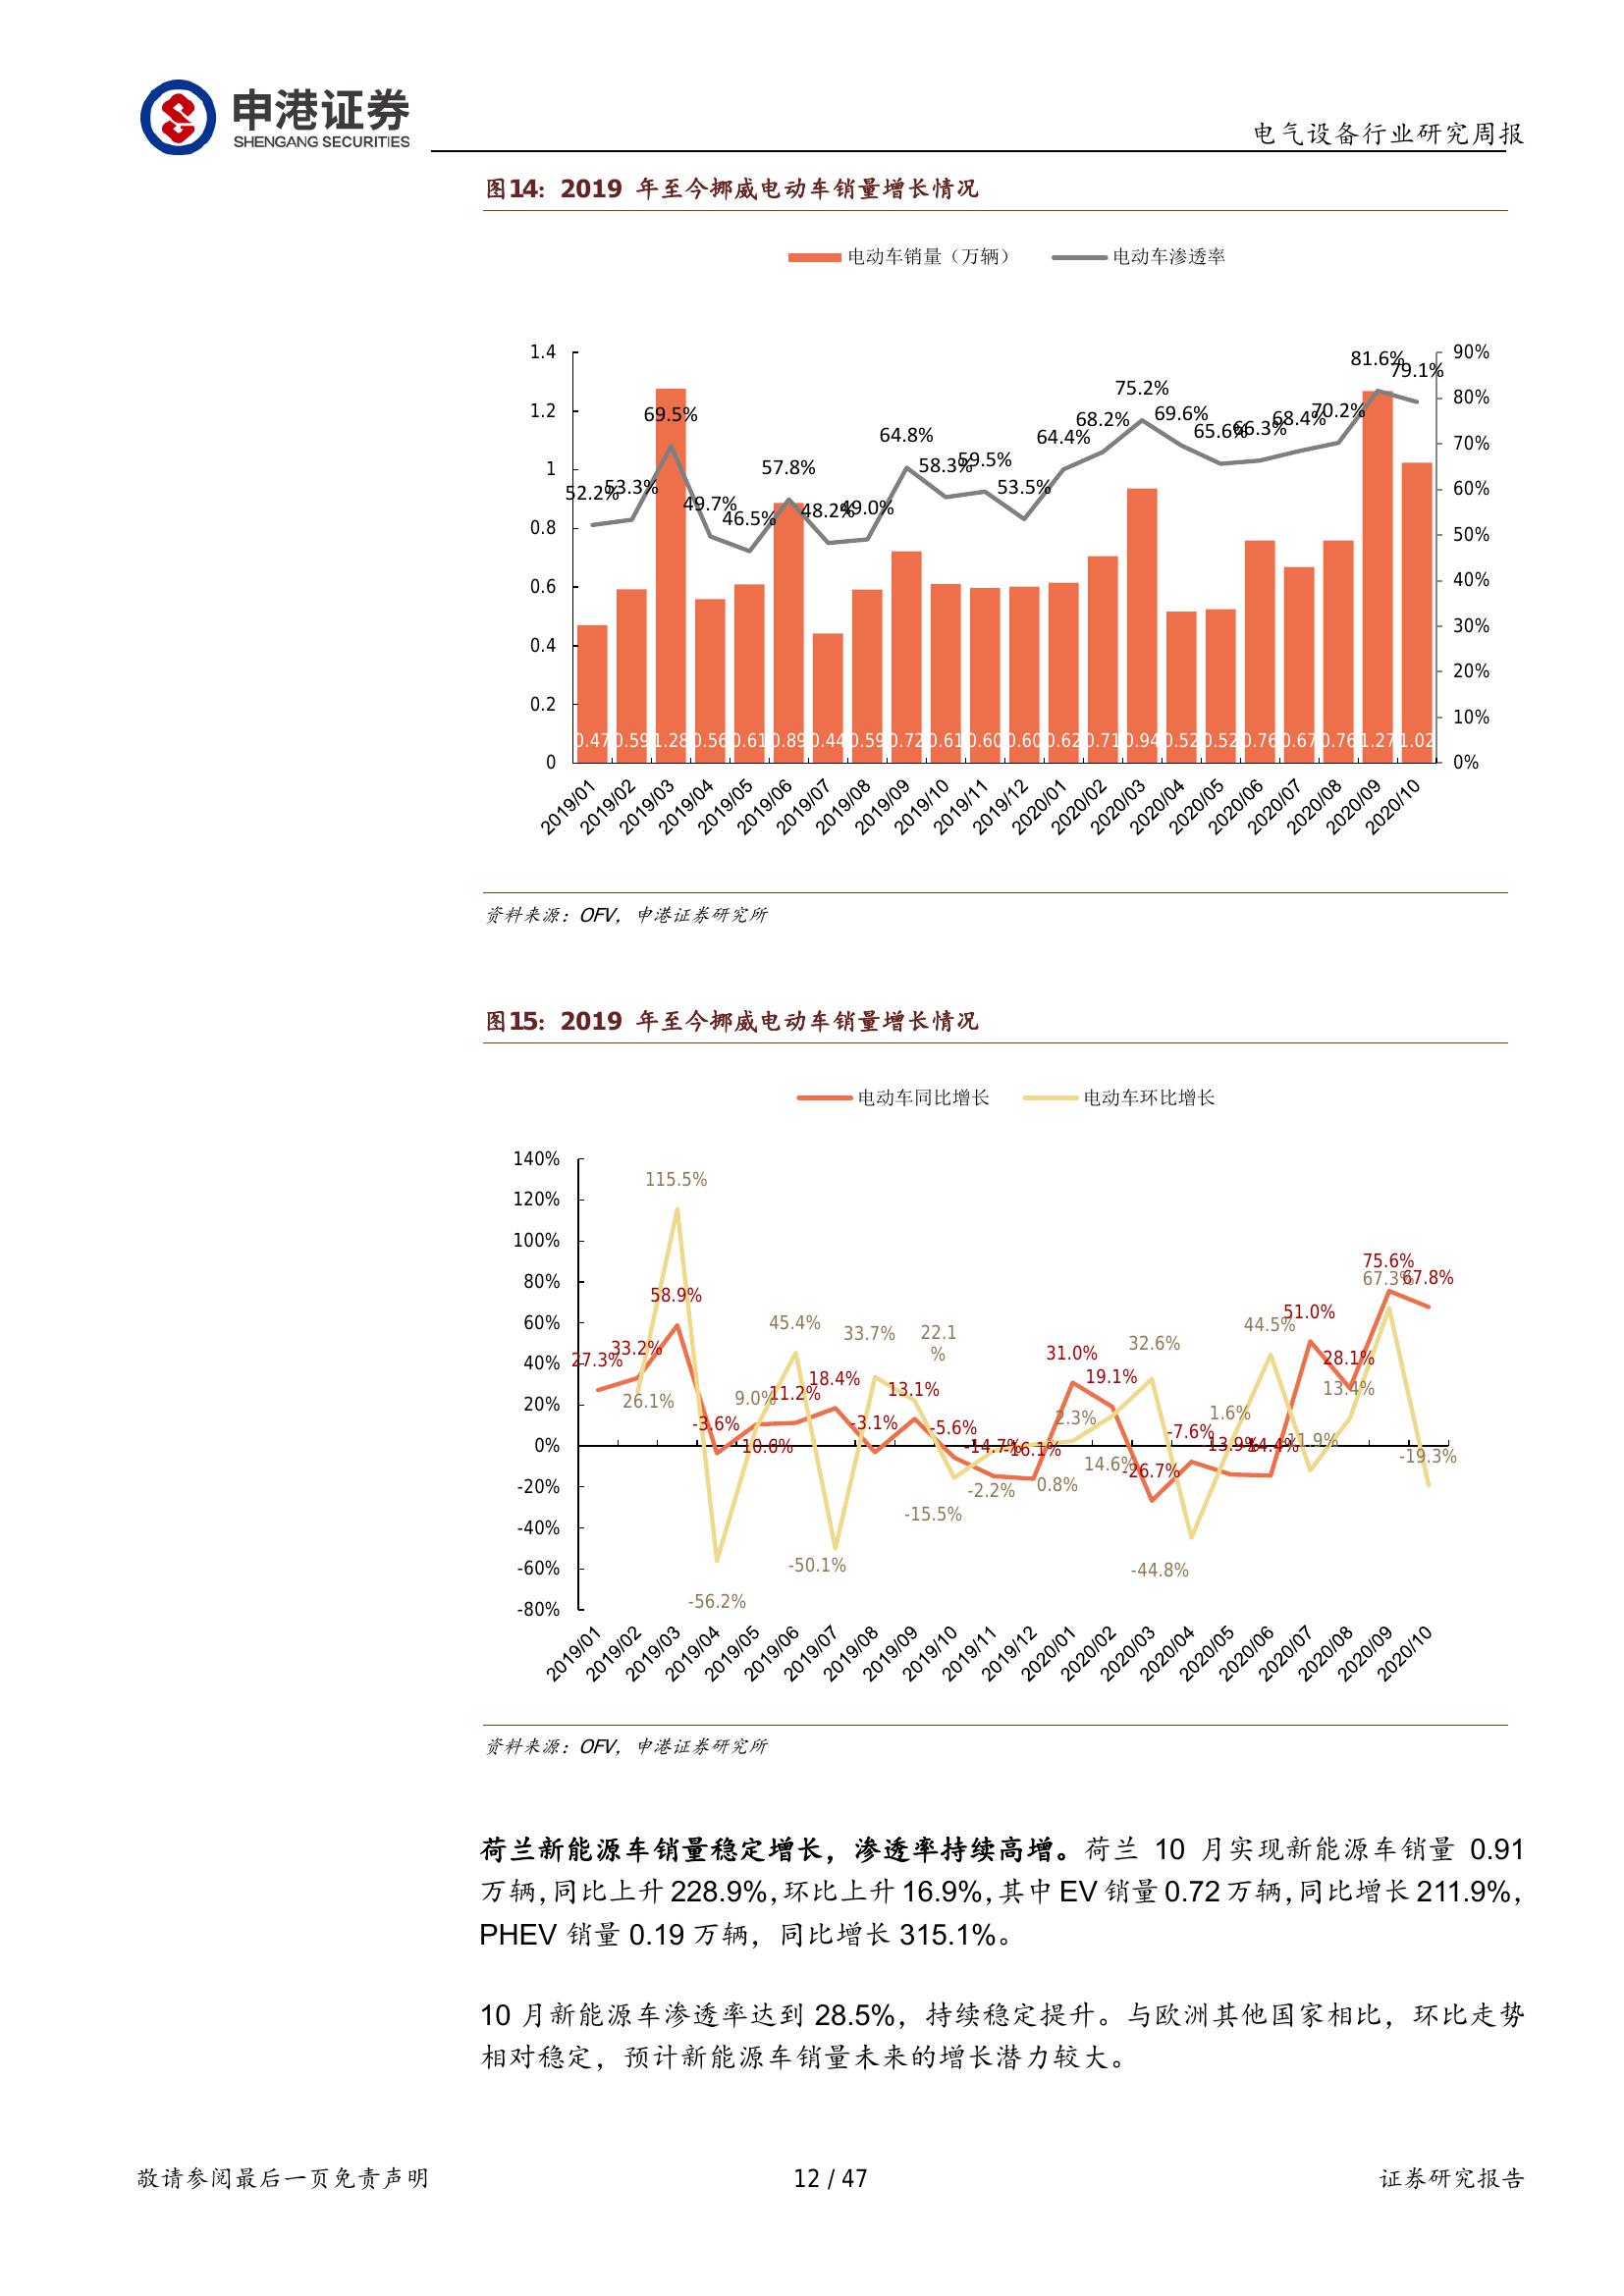 申港证券
SHENGANG SECURITIES
电气设备行业研究周报
图14：2019 年至今挪威电动车销量增长情况
电动车销量（万辆） 电动车渗透率
1.4
1.2
1
0.8
0.6
0.4
0.2
0
90%
80%
70%
60%
50%
40%
30%
20%
10%
0%
52.2% 53.3% 69.5% 49.7% 46.5% 57.8% 48.2% 49.0% 64.8% 58.3% 59.5% 53.5% 64.4% 68.2% 75.2% 69.6% 65.6% 66.3% 68.4% 70.2% 81.6% 79.1%
0.47 0.59 1.28 0.56 0.61 0.89 0.44 0.59 0.72 0.61 0.60 0.60 0.62 0.71 0.94 0.52 0.52 0.76 0.67 0.76 1.27 1.02
2019/01 2019/02 2019/03 2019/04 2019/05 2019/06 2019/07 2019/08 2019/09 2019/10 2019/11 2019/12 2020/01 2020/02 2020/03 2020/04 2020/05 2020/06 2020/07 2020/08 2020/09 2020/10
资料来源：OFV，申港证券研究所
图15：2019 年至今挪威电动车销量增长情况
电动车同比增长 电动车环比增长
140%
120%
100%
80%
60%
40%
20%
0%
-20%
-40%
-60%
-80%
27.3% 33.2% 58.9% -3.6% 10.6% 11.2% 18.4% -3.1% 13.1% -5.6% -14.7% -16.1% 31.0% 19.1% -26.7% -7.6% -13.9% -14.4% 51.0% 28.1% 75.6% 67.8%
26.1% 115.5% -56.2% 9.0% 45.4% -50.1% 33.7% 22.1% -15.5% -2.2% 0.8% 2.3% 14.6% 32.6% -44.8% 1.6% 44.5% -11.9% 13.4% 67.3% -19.3%
2019/01 2019/02 2019/03 2019/04 2019/05 2019/06 2019/07 2019/08 2019/09 2019/10 2019/11 2019/12 2020/01 2020/02 2020/03 2020/04 2020/05 2020/06 2020/07 2020/08 2020/09 2020/10
资料来源：OFV，申港证券研究所
荷兰新能源车销量稳定增长，渗透率持续高增。荷兰 10 月实现新能源车销量 0.91
万辆，同比上升 228.9%，环比上升 16.9%，其中 EV 销量 0.72 万辆，同比增长 211.9%，
PHEV 销量 0.19 万辆，同比增长 315.1%。
10 月新能源车渗透率达到 28.5%，持续稳定提升。与欧洲其他国家相比，环比走势
相对稳定，预计新能源车销量未来的增长潜力较大。
敬请参阅最后一页免责声明
12 / 47
证券研究报告